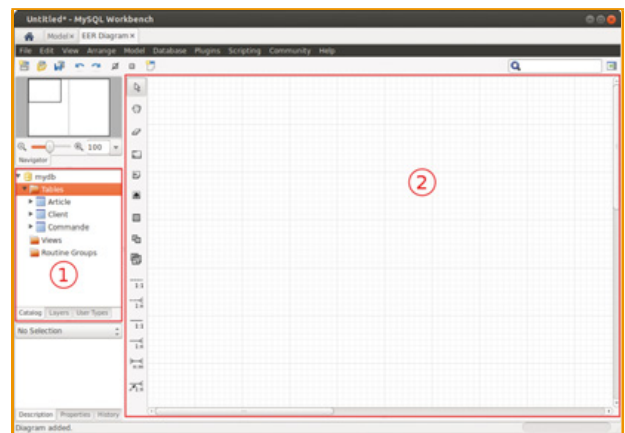 Untitled* - MySQL Workbench
Model× EER Diagram×
File Edit View Arrange Model Database Plugins Scripting Community Help
100
Navigator
mydb
Tables
Article
Client
Commande
Views
Routine Groups
1
2
Catalog Layers User Types
No Selection
1:1
1:n
1:1
1:n
n:m
1:n
Description Properties History
Diagram added.